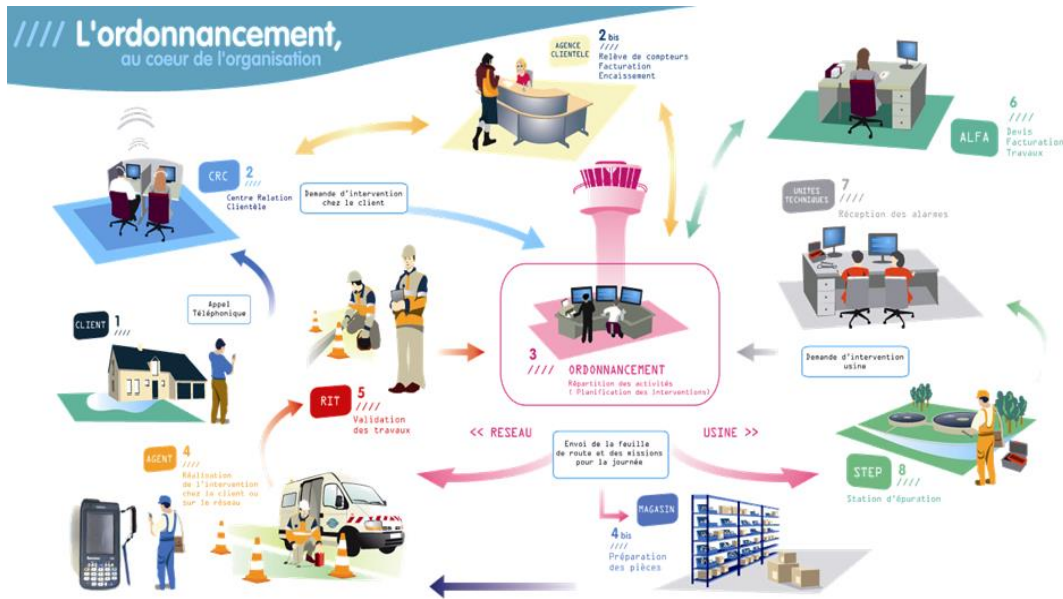 //// L'ordonnancement,
au coeur de l'organisation
AGENCE
CLIENTELE
2 bis
////
Relève de compteurs
Facturation
Encaissement
6
////
ALFA
Devis
Facturation
Travaux
CRC
2
////
Centre Relation
Clientèle
Demande d'intervention
chez le client
UNITES
TECHNIQUES
7
////
Réception des alarmes
Appel
Téléphonique
CLIENT
1
////
3
////
ORDONNANCEMENT
Répartition des activités
( Planification des interventions)
Demande d'intervention
usine
RIT
5
////
Validation
des travaux
<< RESEAU
USINE >>
Envoi de la feuille
de route et des missions
pour la journée
AGENT
4
////
Réalisation
de l'intervention
chez le client ou
sur le réseau
STEP
8
////
Station d'épuration
MAGASIN
4 bis
////
Préparation
des pièces